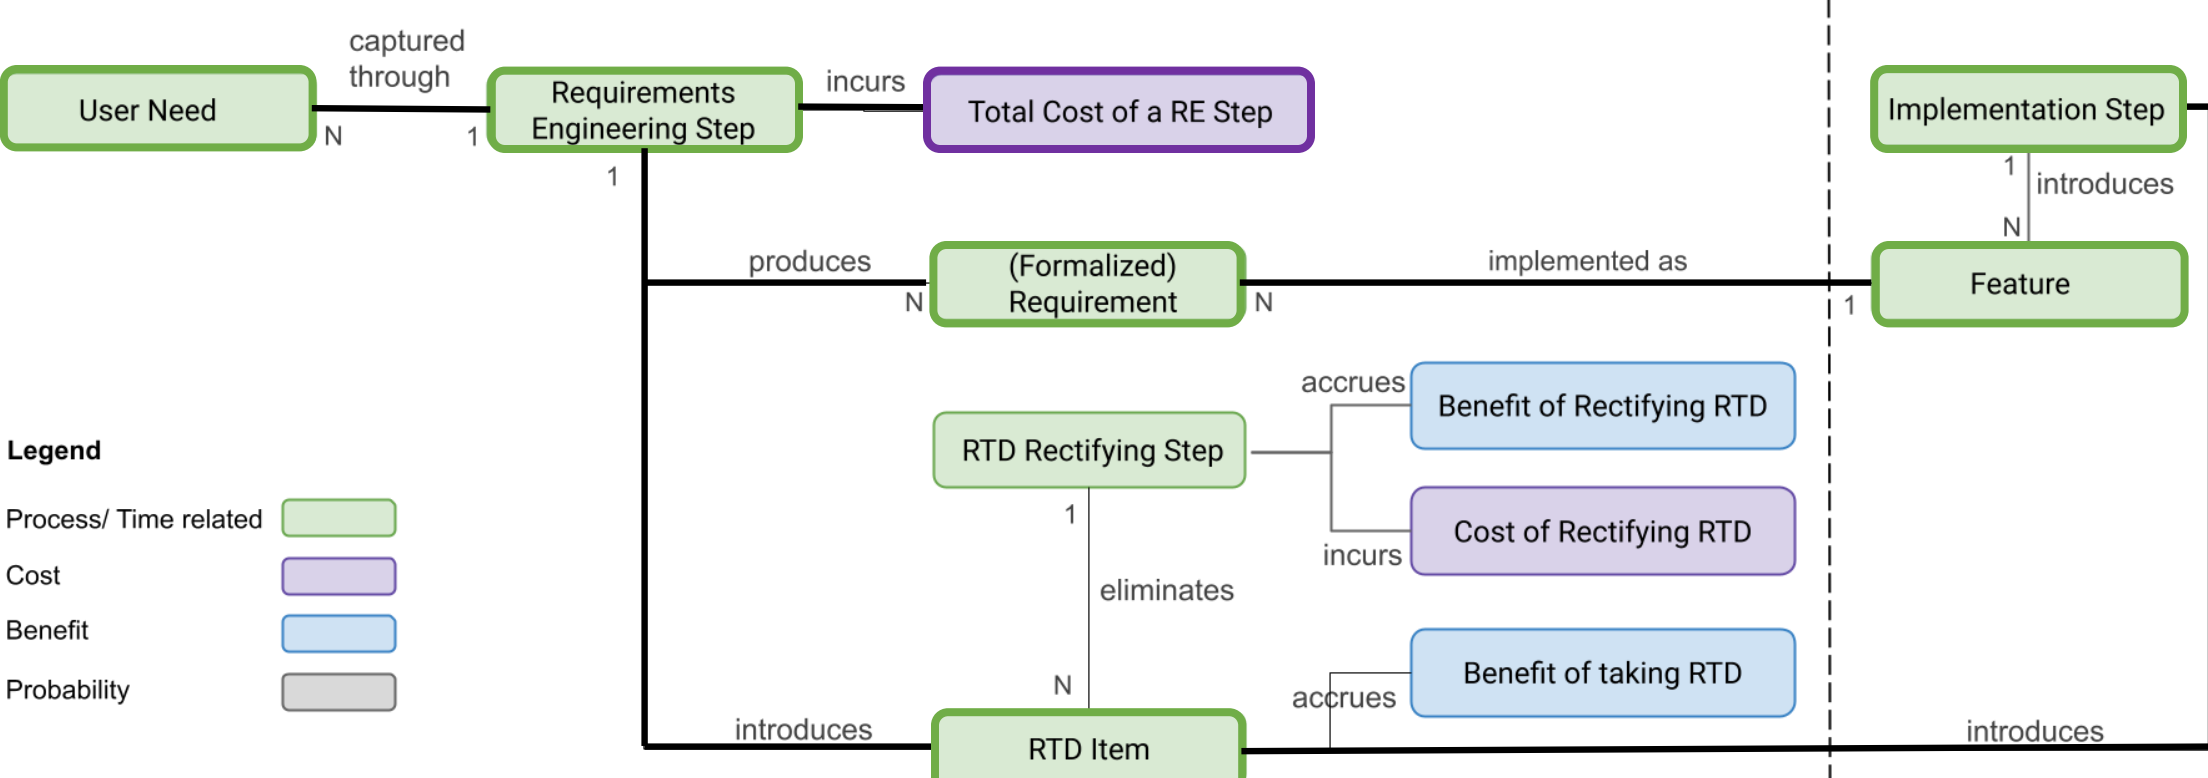 captured
through
User Need
N
1
Requirements
Engineering Step
incurs
Total Cost of a RE Step
Implementation Step
1
introduces
N
1
produces
N
(Formalized)
Requirement
N
implemented as
1
Feature
accrues
Benefit of Rectifying RTD
RTD Rectifying Step
1
incurs
Cost of Rectifying RTD
eliminates
N
accrues
Benefit of taking RTD
introduces
RTD Item
introduces
Legend
Process/ Time related
Cost
Benefit
Probability